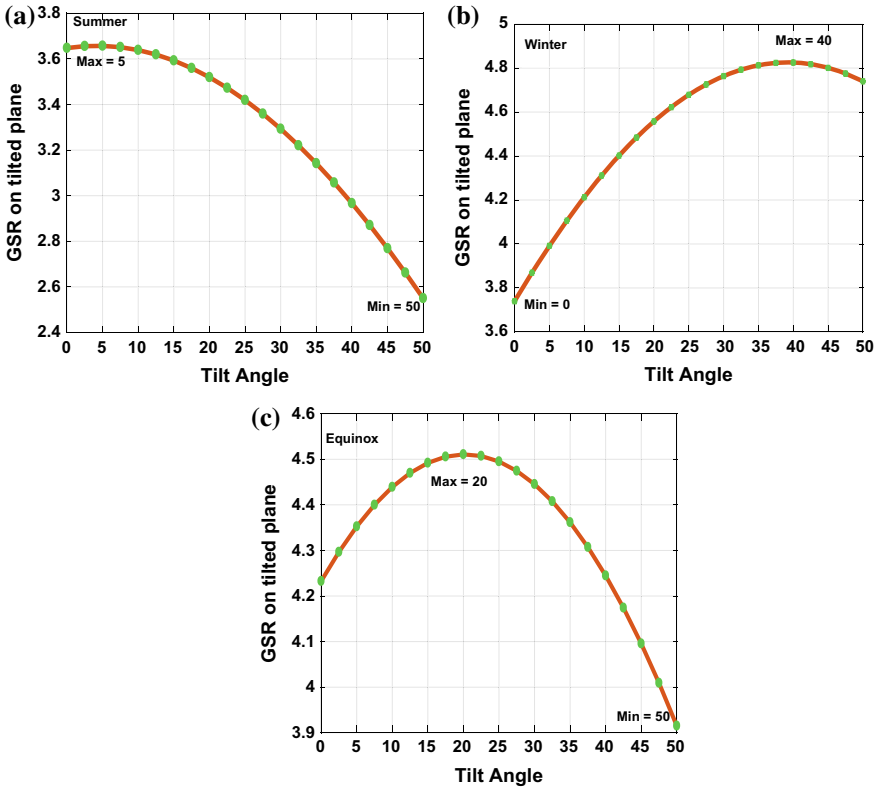 (a)
Summer
3.8
3.6
3.4
3.2
3
2.8
2.6
2.4
GSR on tilted plane
Max = 5
Min = 50
0 5 10 15 20 25 30 35 40 45 50
Tilt Angle
(b)
Winter
5
4.8
4.6
4.4
4.2
4
3.8
3.6
GSR on tilted plane
Max = 40
Min = 0
0 5 10 15 20 25 30 35 40 45 50
Tilt Angle
(c)
Equinox
4.6
4.5
4.4
4.3
4.2
4.1
4
3.9
GSR on tilted plane
Max = 20
Min = 50
0 5 10 15 20 25 30 35 40 45 50
Tilt Angle